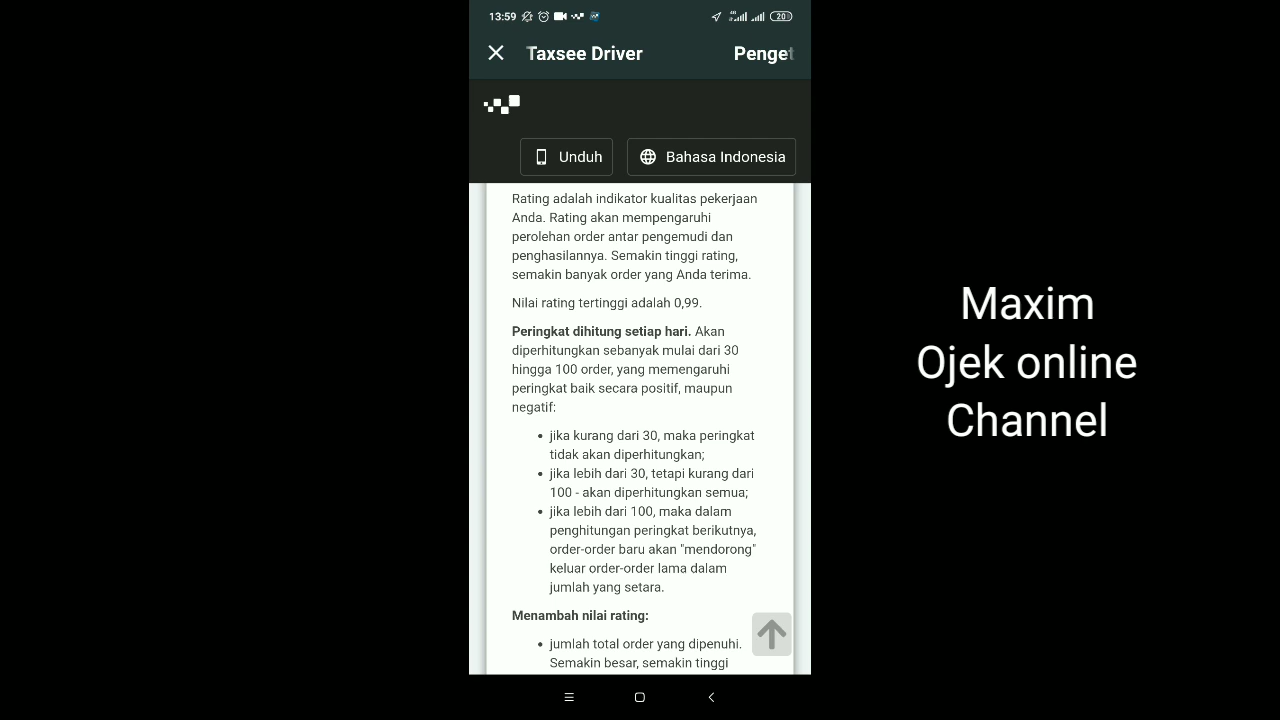 13:59
20
Taxsee Driver
Penget
Unduh
Bahasa Indonesia
Rating adalah indikator kualitas pekerjaan
Anda. Rating akan mempengaruhi
perolehan order antar pengemudi dan
penghasilannya. Semakin tinggi rating,
semakin banyak order yang Anda terima.
Nilai rating tertinggi adalah 0,99.
Peringkat dihitung setiap hari. Akan
diperhitungkan sebanyak mulai dari 30
hingga 100 order, yang memengaruhi
peringkat baik secara positif, maupun
negatif:
• jika kurang dari 30, maka peringkat
tidak akan diperhitungkan;
• jika lebih dari 30, tetapi kurang dari
100 - akan diperhitungkan semua;
• jika lebih dari 100, maka dalam
penghitungan peringkat berikutnya,
order-order baru akan "mendorong"
keluar order-order lama dalam
jumlah yang setara.
Menambah nilai rating:
• jumlah total order yang dipenuhi.
Semakin besar, semakin tinggi
Maxim
Ojek online
Channel